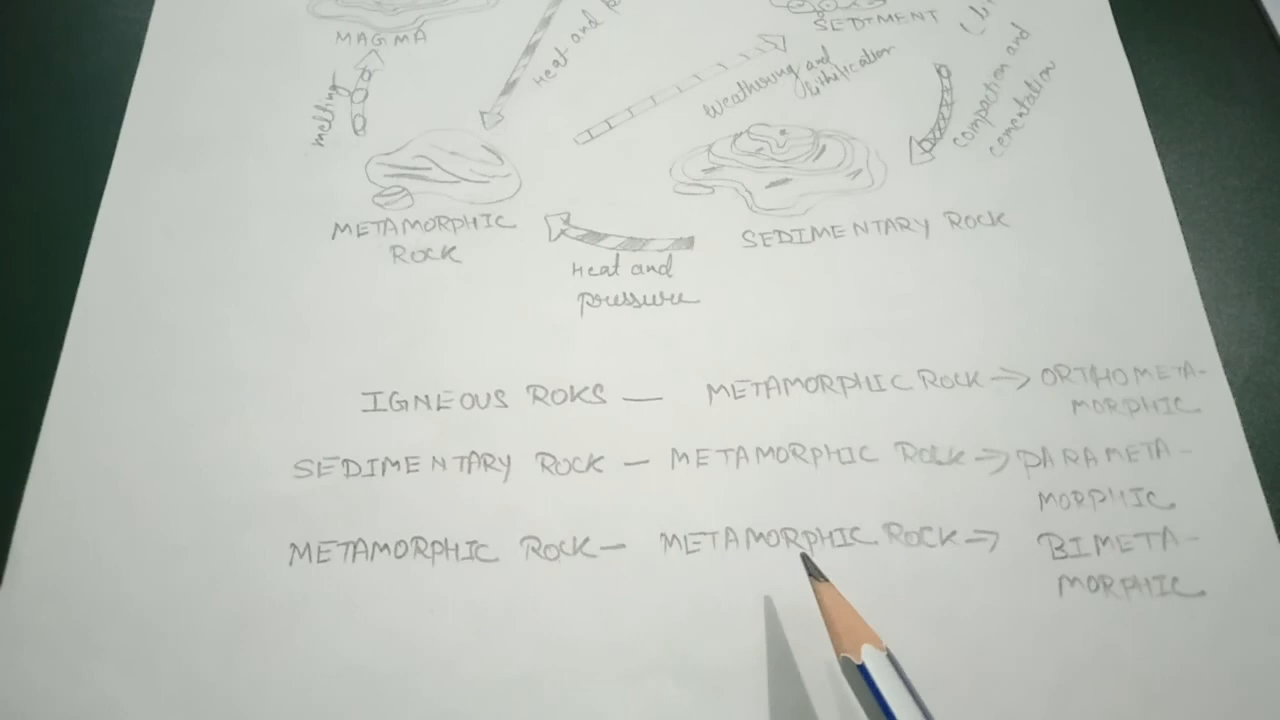 MAGMA
SEDIMENT
melting
Heat and
weathering and
lithification
compaction and
cementation
METAMORPHIC
ROCK
SEDIMENTARY ROCK
Heat and
pressure
IGNEOUS ROKS — METAMORPHIC ROCK → ORTHOMETA-
MORPHIC
SEDIMENTARY ROCK — METAMORPHIC ROCK → PARAMETA-
MORPHIC
METAMORPHIC ROCK — METAMORPHIC ROCK → BIMETA-
MORPHIC